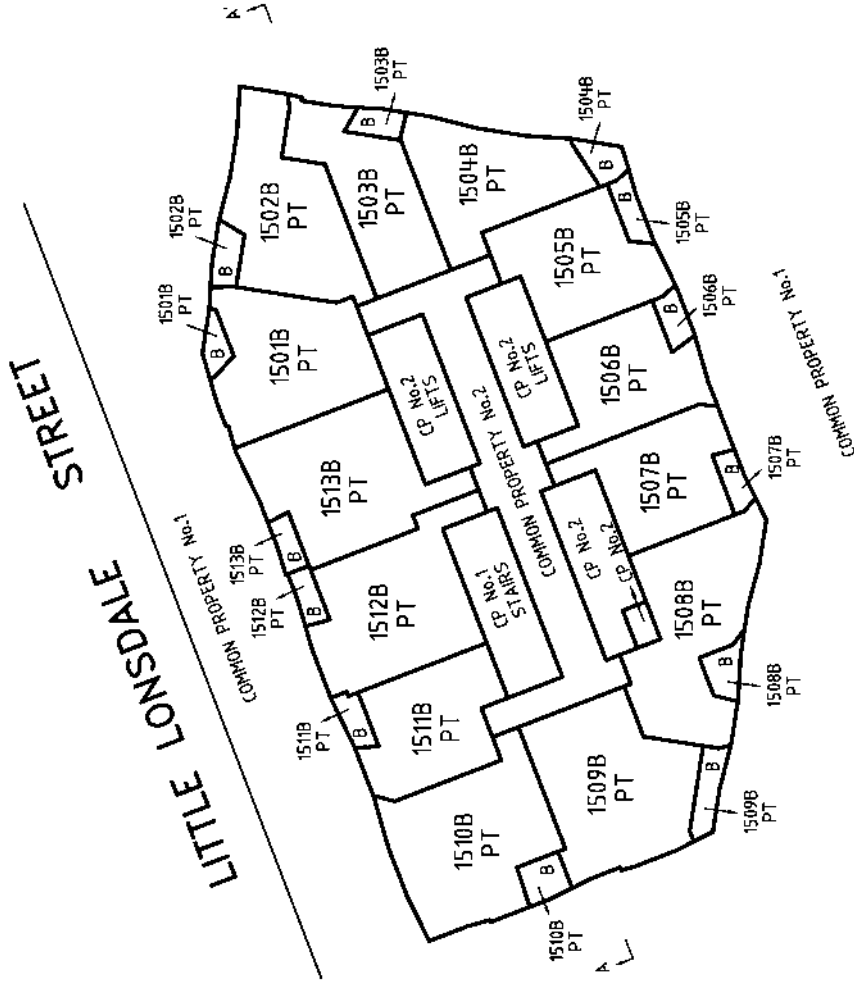 A'
1503B
PT
B
1504B
PT
B
1502B
PT
B
1502B
PT
1503B
PT
1504B
PT
B
1505B
PT
1501B
PT
B
1501B
PT
1505B
PT
1506B
PT
B
STREET
LITTLE LONSDALE
COMMON PROPERTY No.1
CP No.2
LIFTS
CP No.2
LIFTS
1506B
PT
COMMON PROPERTY No.1
1513B
PT
COMMON PROPERTY No.2
1507B
PT
B
1507B
PT
1513B
PT
B
1512B
PT
B
1512B
PT
CP No.1
STAIRS
CP No.2
CP No.2
1508B
PT
B
1508B
PT
1511B
PT
B
1511B
PT
1509B
PT
B
1509B
PT
1510B
PT
B
1510B
PT
A